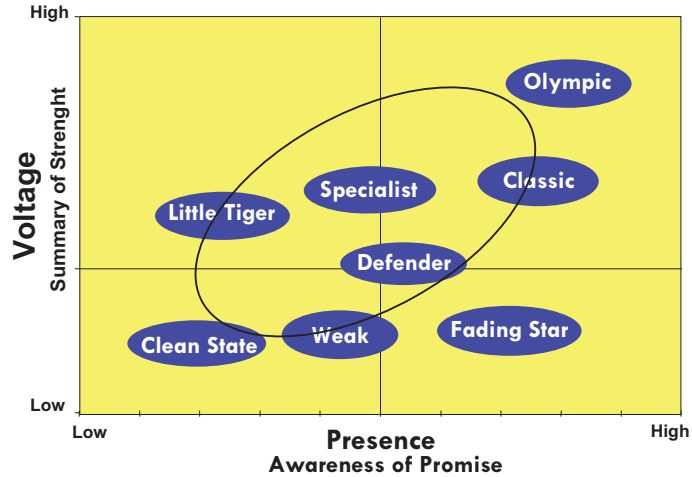 High
Olympic
Classic
Specialist
Little Tiger
Defender
Fading Star
Weak
Clean State
Voltage
Summary of Strenght
Low
Low
High
Presence
Awareness of Promise